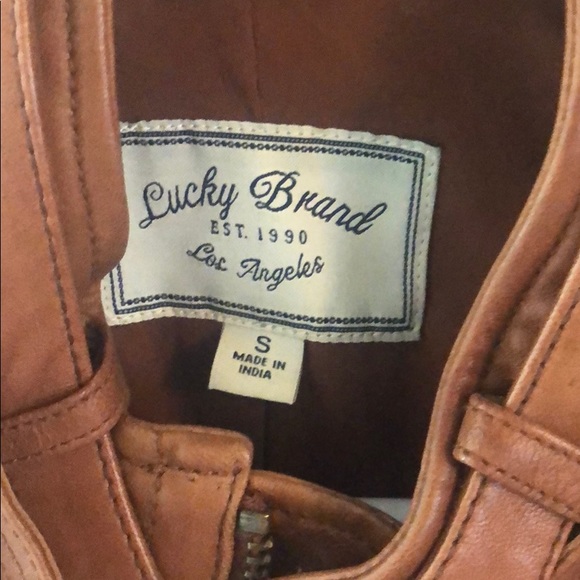 Lucky Brand
EST. 1990
Los Angeles
S
MADE IN
INDIA